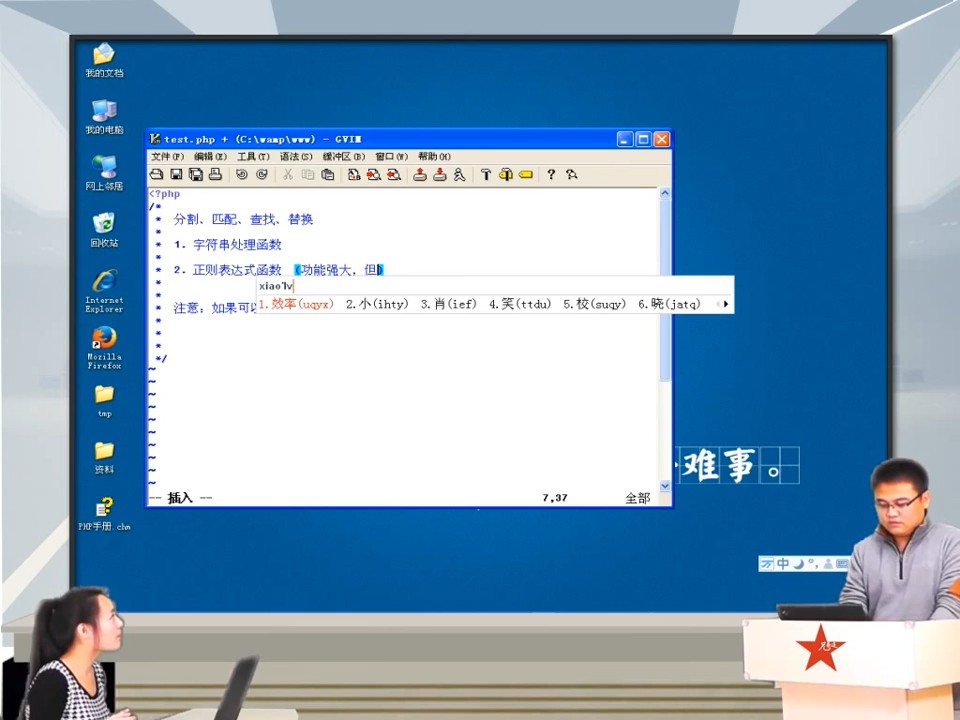 我的文档
我的电脑
网上邻居
回收站
Internet
Explorer
Mozilla
Firefox
tmp
资料
PHP手册.chm
test.php + (C:\wamp\www) - GVIM
文件(F) 编辑(E) 工具(T) 语法(S) 缓冲区(B) 窗口(W) 帮助(H)
<?php
/*
* 分割、匹配、查找、替换
*
* 1. 字符串处理函数
*
* 2. 正则表达式函数 (功能强大，但)
*
*
* 注意：如果可以
*
*
*
*/
xiao'lv
1.效率(uqyx) 2.小(ihty) 3.肖(ief) 4.笑(ttdu) 5.校(suqy) 6.晓(jatq)
~
~
~
~
~
~
~
~
~
~
-- 插入 -- 7,37 全部
难事。
中